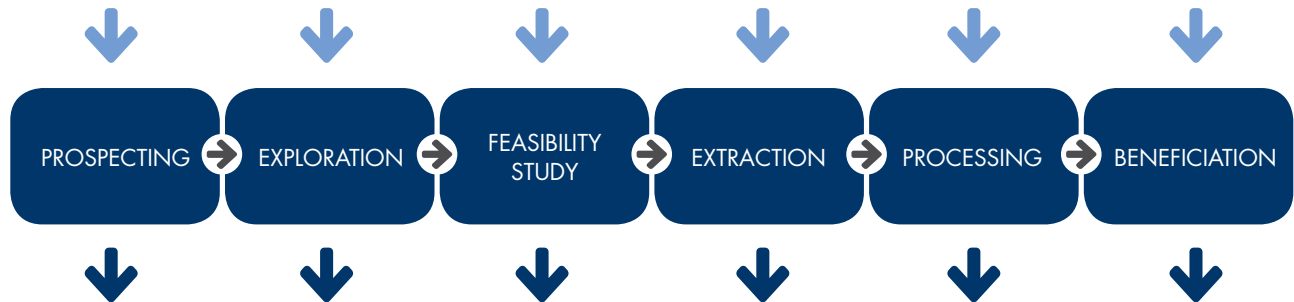 PROSPECTING
EXPLORATION
FEASIBILITY
STUDY
EXTRACTION
PROCESSING
BENEFICIATION